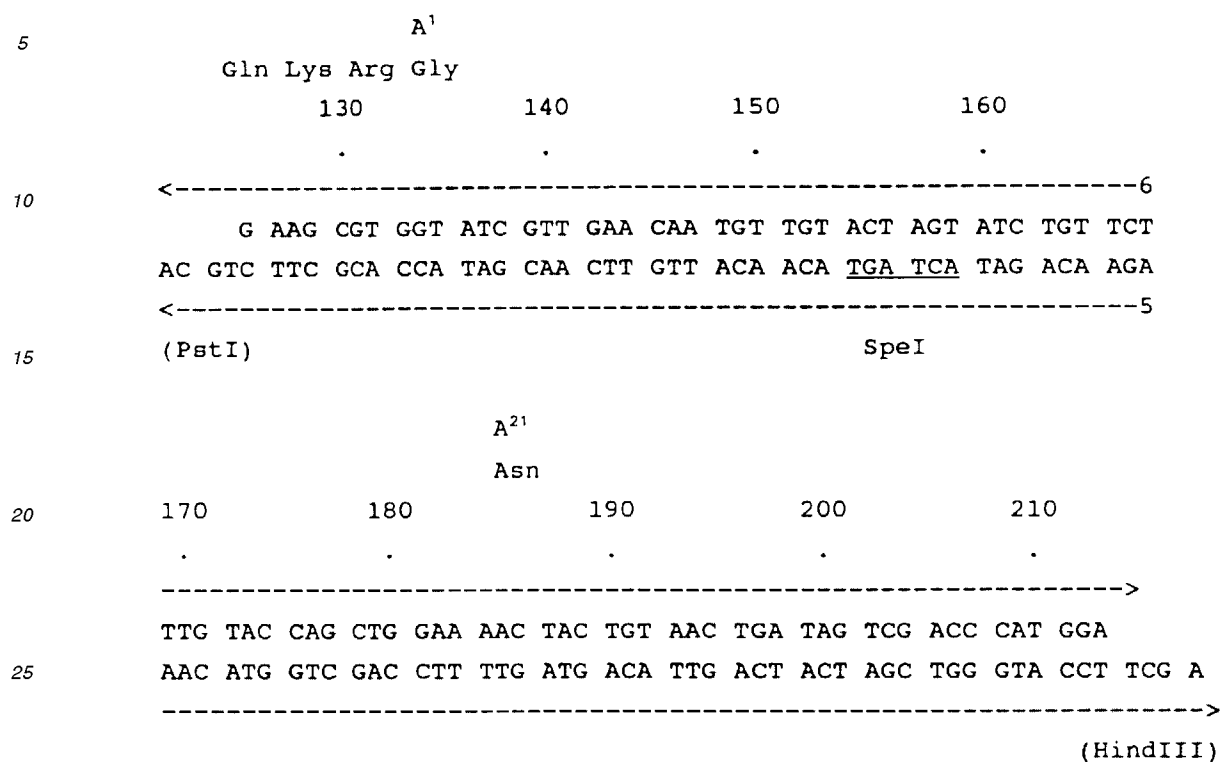 A¹
5
Gln Lys Arg Gly
130 140 150 160
. . . .
10 <----------------------------------------------6
G AAG CGT GGT ATC GTT GAA CAA TGT TGT ACT AGT ATC TGT TCT
AC GTC TTC GCA CCA TAG CAA CTT GTT ACA ACA TGA TCA TAG ACA AGA
<----------------------------------------------5
15 (PstI) SpeI
A²¹
Asn
20 170 180 190 200 210
. . . . .
---------------------------------------------->
TTG TAC CAG CTG GAA AAC TAC TGT AAC TGA TAG TCG ACC CAT GGA
25 AAC ATG GTC GAC CTT TTG ATG ACA TTG ACT ACT AGC TGG GTA CCT TCG A
-------------------------------------------------->
(HindIII)